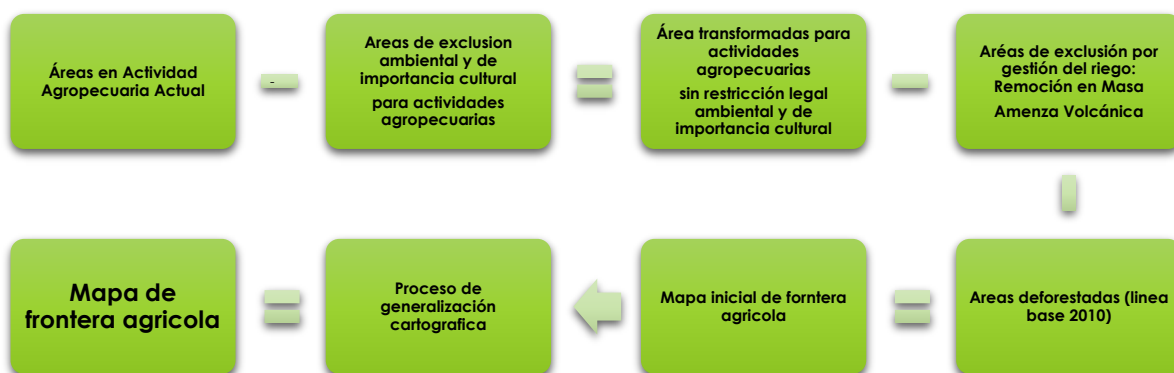 Áreas en Actividad
Agropecuaria Actual
-
Areas de exclusion
ambiental y de
importancia cultural
para actividades
agropecuarias
Área transformadas para
actividades
agropecuarias
sin restricción legal
ambiental y de
importancia cultural
Aréas de exclusión por
gestión del riego:
Remoción en Masa
Amenza Volcánica
Mapa de
frontera agricola
Proceso de
generalización
cartografica
Mapa inicial de forntera
agricola
Areas deforestadas (linea
base 2010)